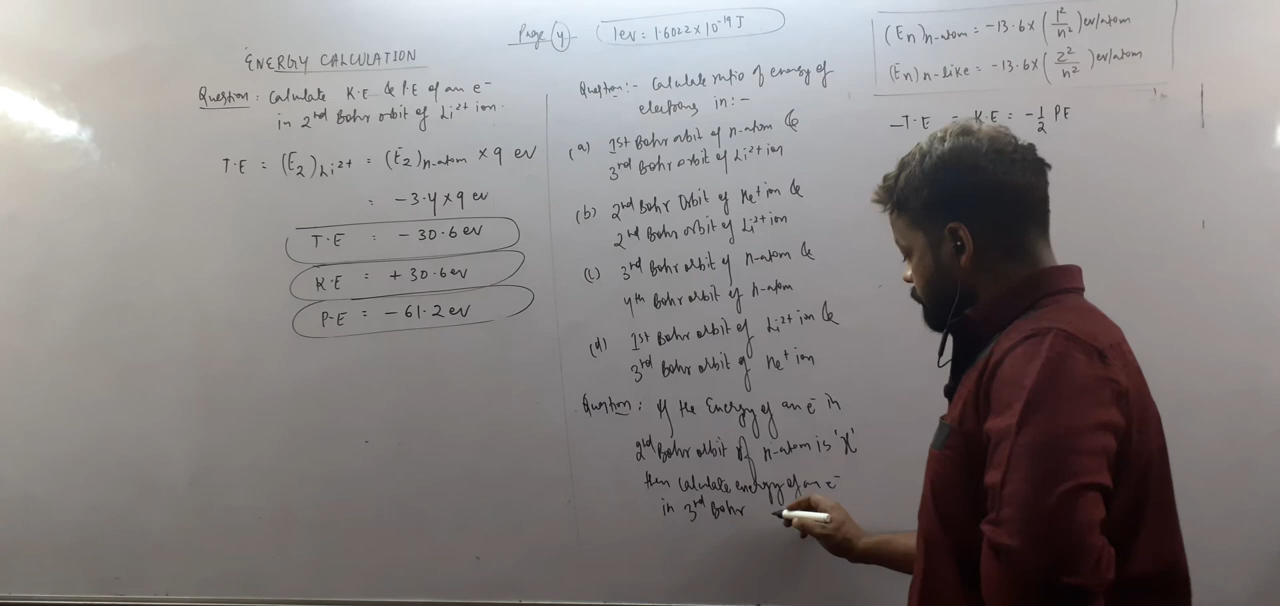 Page (4)
1eV = 1.6022 × 10⁻¹⁹ J
ENERGY CALCULATION
Question : Calculate K.E & P.E of an e⁻
in 2nd Bohr orbit of Li²⁺ ion.
T.E = (E₂)Li²⁺ = (E₂)H-atom × 9 eV
= -3.4 × 9 eV
T.E = - 30.6 eV
K.E = + 30.6 eV
P.E = - 61.2 eV
Question :- Calculate ratio of energy of
electrons in :-
(a) 1st Bohr orbit of H-atom &
3rd Bohr orbit of Li²⁺ ion
(b) 2nd Bohr Orbit of He⁺ ion &
2nd Bohr orbit of Li²⁺ ion
(c) 3rd Bohr orbit of H-atom &
4th Bohr orbit of H-atom
(d) 1st Bohr orbit of Li²⁺ ion &
3rd Bohr orbit of He⁺ ion
Question : If the Energy of an e⁻ in
2nd Bohr orbit of H-atom is 'X'
then calculate energy of an e⁻
in 3rd Bohr
(En)H-atom = -13.6 × (1²/n²) eV/atom
(En)H-like = -13.6 × (Z²/n²) eV/atom
-T.E = K.E = -1/2 PE